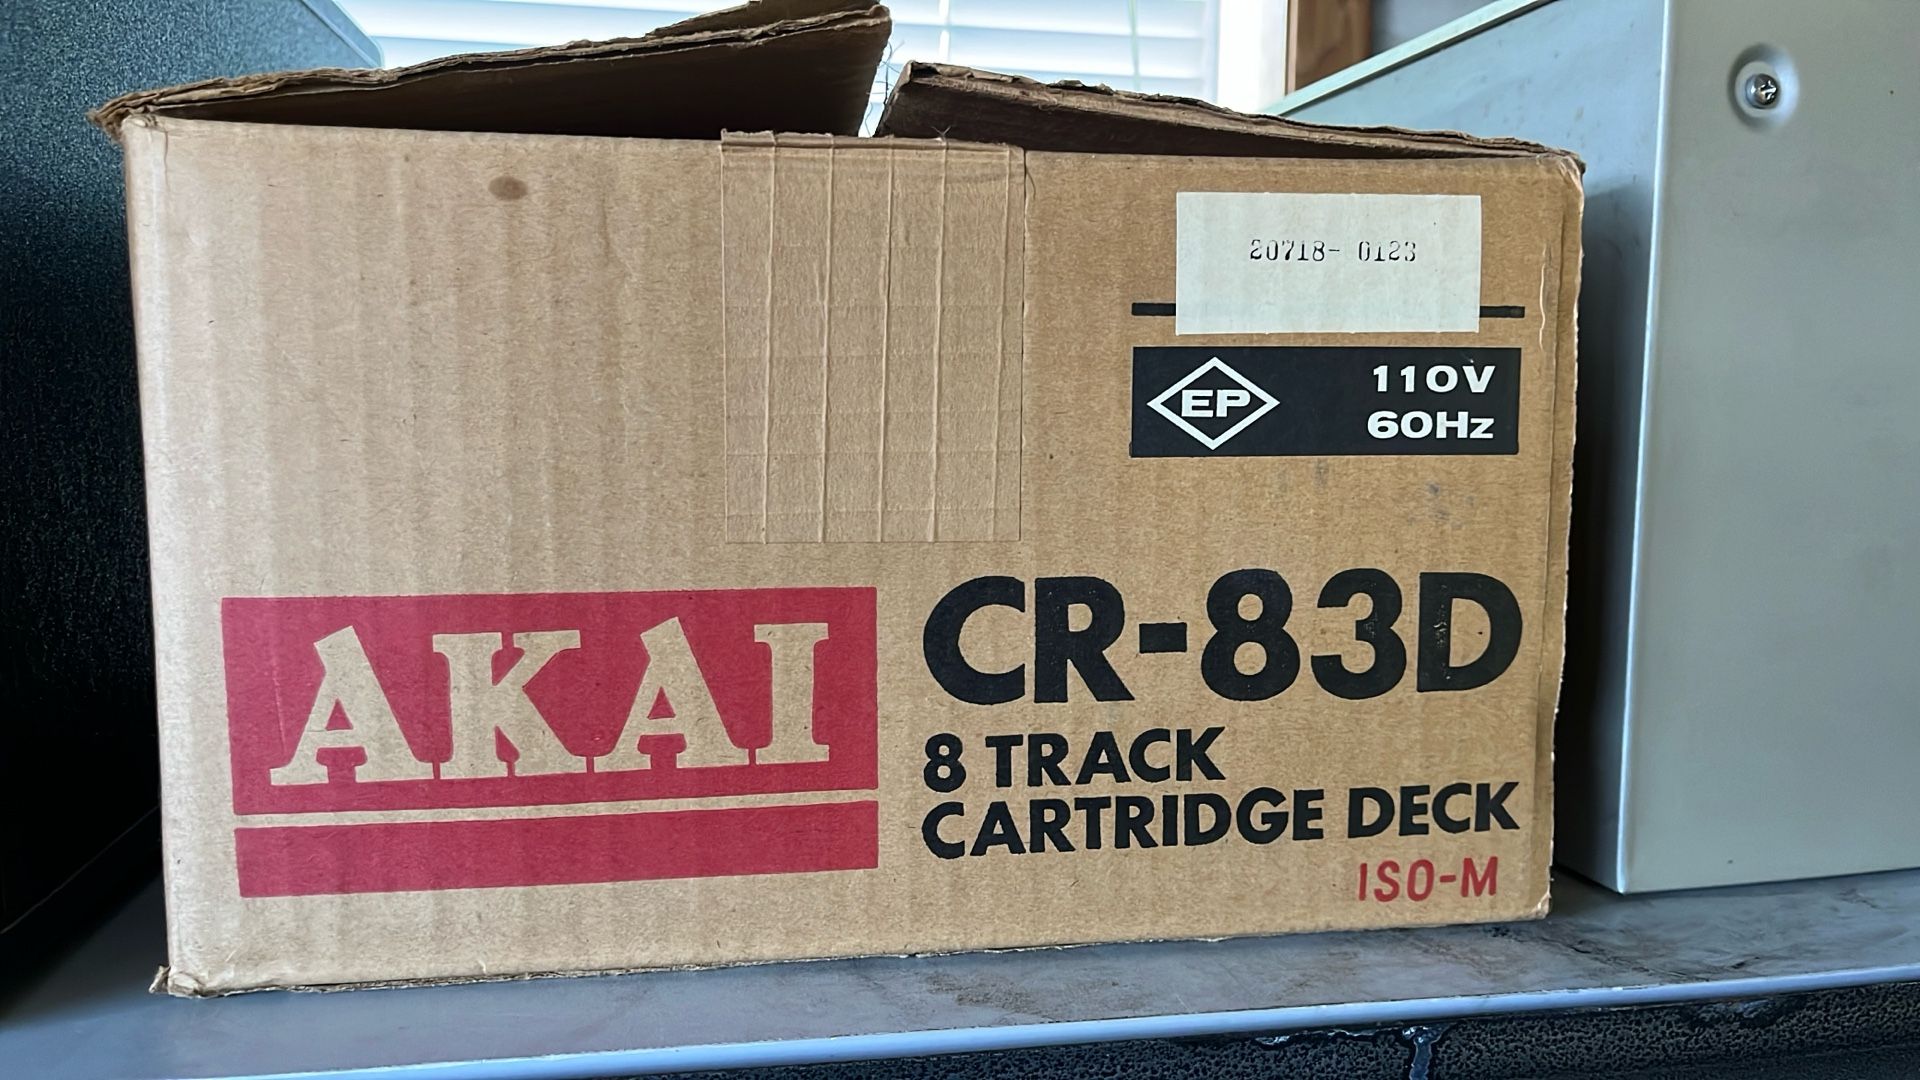 20718- 0123
EP
110V
60Hz
AKAI
CR-83D
8 TRACK
CARTRIDGE DECK
ISO-M